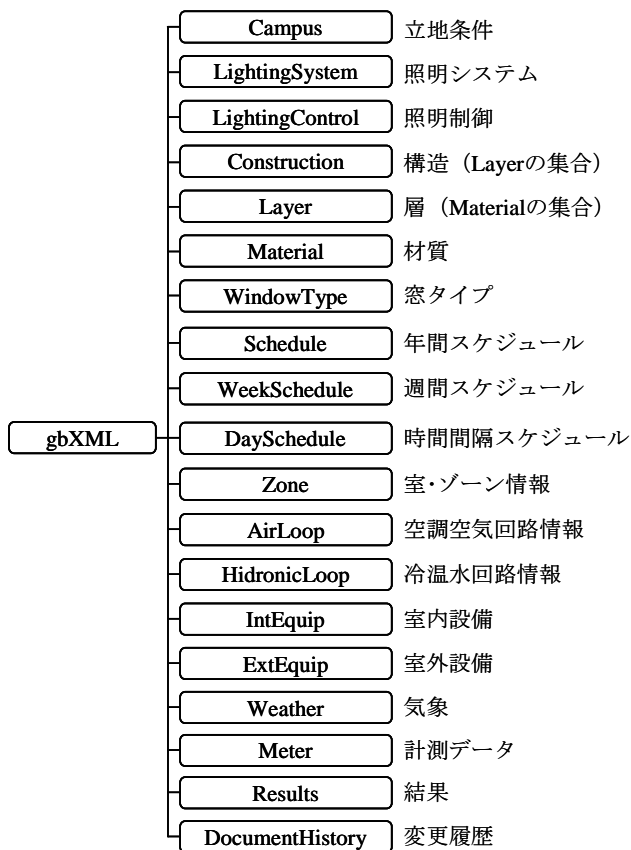 Campus 立地条件
LightingSystem 照明システム
LightingControl 照明制御
Construction 構造（Layerの集合）
Layer 層（Materialの集合）
Material 材質
WindowType 窓タイプ
Schedule 年間スケジュール
WeekSchedule 週間スケジュール
gbXML DaySchedule 時間間隔スケジュール
Zone 室･ゾーン情報
AirLoop 空調空気回路情報
HidronicLoop 冷温水回路情報
IntEquip 室内設備
ExtEquip 室外設備
Weather 気象
Meter 計測データ
Results 結果
DocumentHistory 変更履歴